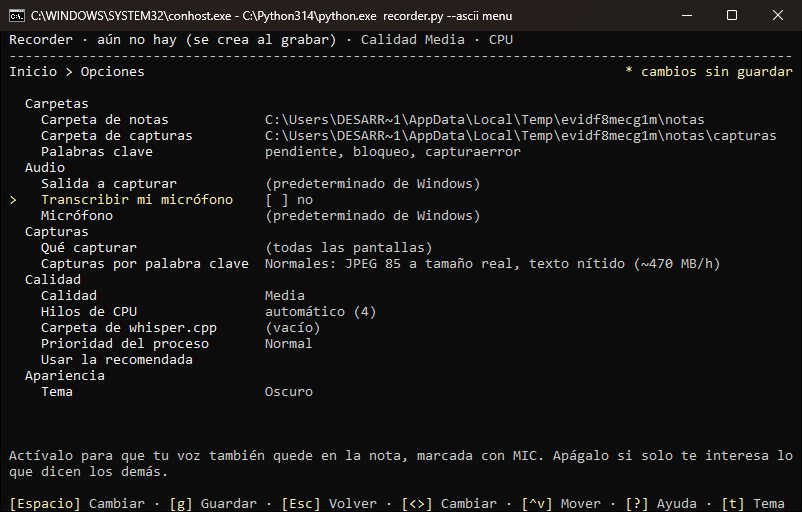 C:\WINDOWS\SYSTEM32\conhost.exe - C:\Python314\python.exe recorder.py --ascii menu
Recorder · aún no hay (se crea al grabar) · Calidad Media · CPU
Inicio > Opciones * cambios sin guardar
Carpetas
Carpeta de notas C:\Users\DESARR~1\AppData\Local\Temp\evidf8mecg1m\notas
Carpeta de capturas C:\Users\DESARR~1\AppData\Local\Temp\evidf8mecg1m\notas\capturas
Palabras clave pendiente, bloqueo, capturaerror
Audio
Salida a capturar (predeterminado de Windows)
> Transcribir mi micrófono [ ] no
Micrófono (predeterminado de Windows)
Capturas
Qué capturar (todas las pantallas)
Capturas por palabra clave Normales: JPEG 85 a tamaño real, texto nítido (~470 MB/h)
Calidad
Calidad Media
Hilos de CPU automático (4)
Carpeta de whisper.cpp (vacío)
Prioridad del proceso Normal
Usar la recomendada
Apariencia
Tema Oscuro
Actívalo para que tu voz también quede en la nota, marcada con MIC. Apágalo si solo te interesa lo
que dicen los demás.
[Espacio] Cambiar · [g] Guardar · [Esc] Volver · [<>] Cambiar · [^v] Mover · [?] Ayuda · [t] Tema